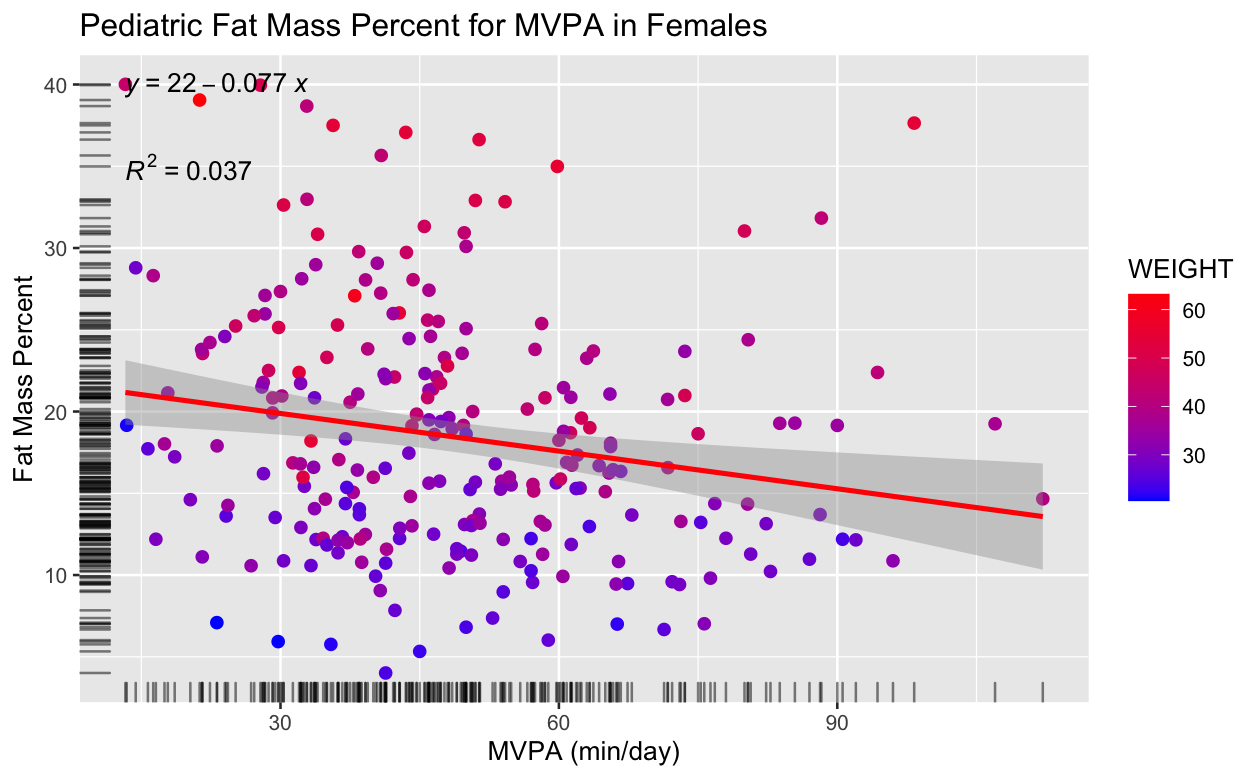 Pediatric Fat Mass Percent for MVPA in Females
y = 22 − 0.077 x
R² = 0.037
40
30
20
10
Fat Mass Percent
30
60
90
MVPA (min/day)
WEIGHT
60
50
40
30